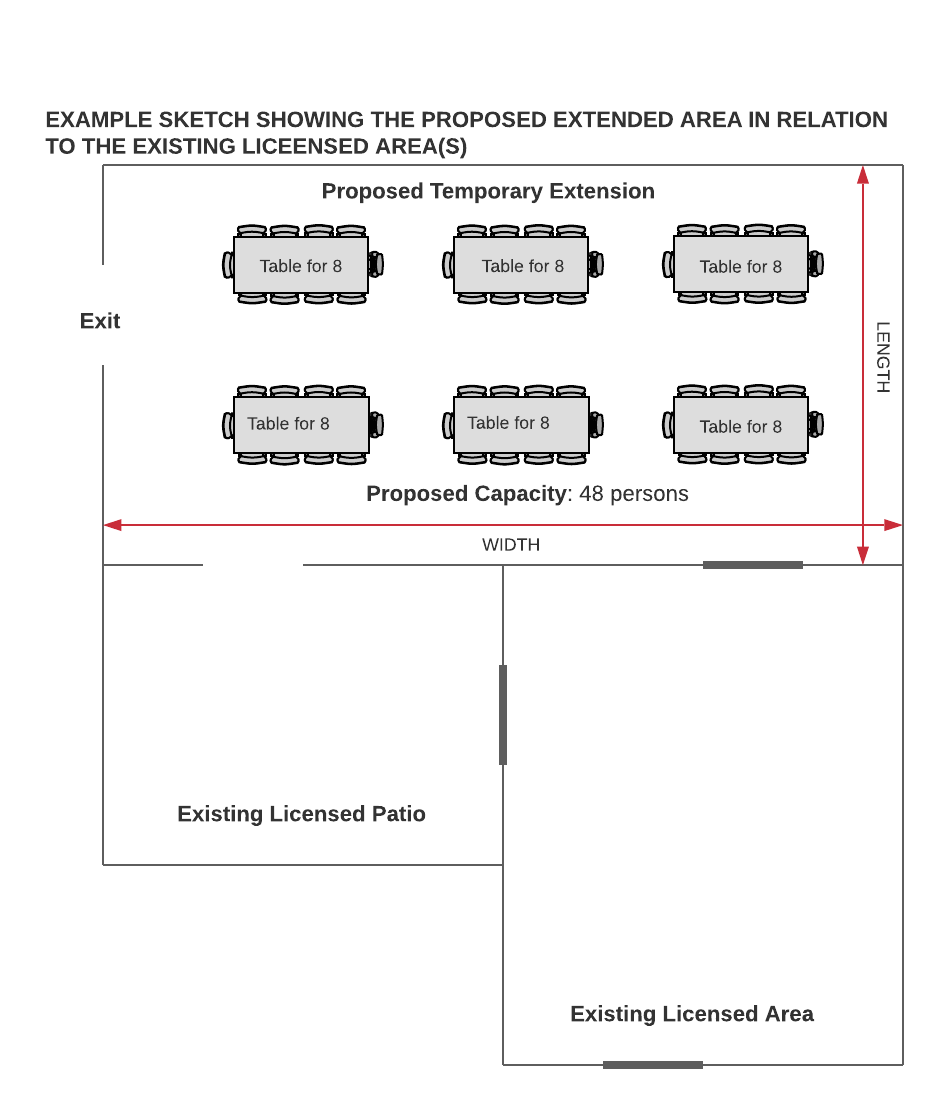 EXAMPLE SKETCH SHOWING THE PROPOSED EXTENDED AREA IN RELATION
TO THE EXISTING LICEENSED AREA(S)
Proposed Temporary Extension
Table for 8
Table for 8
Table for 8
Exit
LENGTH
Table for 8
Table for 8
Table for 8
Proposed Capacity: 48 persons
WIDTH
Existing Licensed Patio
Existing Licensed Area